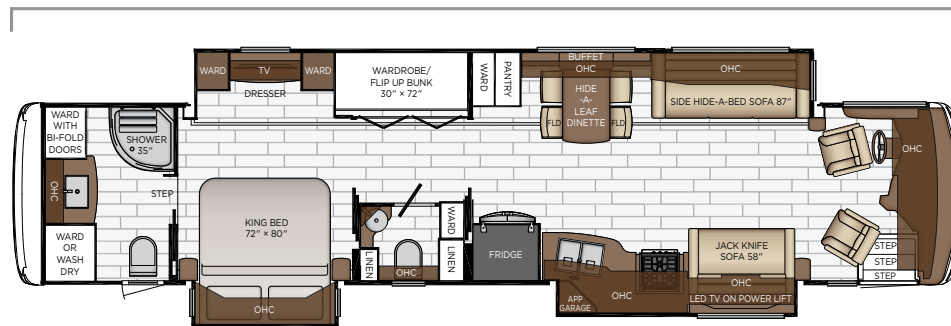 WARD
TV
WARD
DRESSER
WARDROBE/
FLIP UP BUNK
30" × 72"
WARD
PANTRY
BUFFET
OHC
HIDE
-A-
LEAF
DINETTE
FLD
FLD
OHC
SIDE HIDE-A-BED SOFA 87"
WARD
WITH
BI-FOLD
DOORS
SHOWER
35"
OHC
STEP
WARD
OR
WASH
DRY
KING BED
72" × 80"
OHC
LINEN
OHC
WARD
LINEN
FRIDGE
APP
GARAGE
OHC
JACK KNIFE
SOFA 58"
OHC
LED TV ON POWER LIFT
OHC
STEP
STEP
STEP